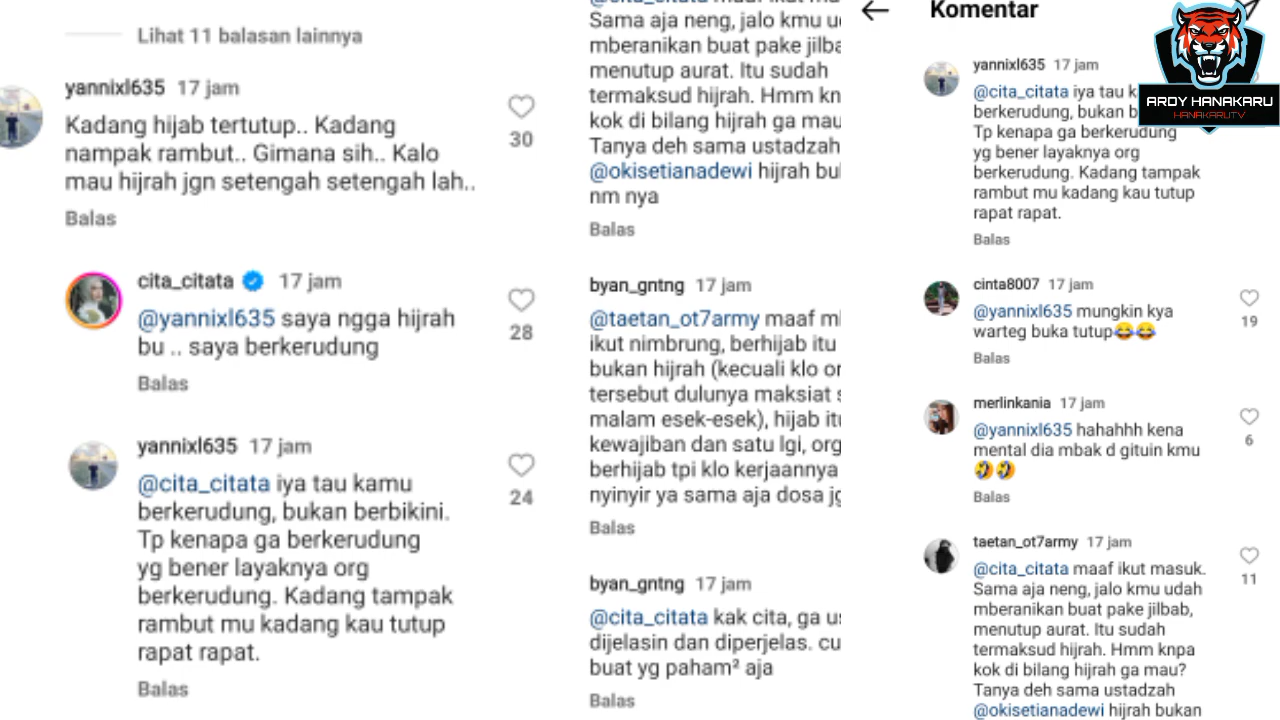 Lihat 11 balasan lainnya
yannixl635 17 jam
Kadang hijab tertutup.. Kadang
nampak rambut.. Gimana sih.. Kalo
mau hijrah jgn setengah setengah lah..
30
Balas
cita_citata 17 jam
@yannixl635 saya ngga hijrah
bu .. saya berkerudung
28
Balas
yannixl635 17 jam
@cita_citata iya tau kamu
berkerudung, bukan berbikini.
Tp kenapa ga berkerudung
yg bener layaknya org
berkerudung. Kadang tampak
rambut mu kadang kau tutup
rapat rapat.
24
Balas
Sama aja neng, jalo kmu u
mberanikan buat pake jilba
menutup aurat. Itu sudah
termaksud hijrah. Hmm kn
kok di bilang hijrah ga mau
Tanya deh sama ustadzah
@okisetianadewi hijrah bu
nm nya
Balas
byan_gntng 17 jam
@taetan_ot7army maaf m
ikut nimbrung, berhijab itu
bukan hijrah (kecuali klo or
tersebut dulunya maksiat s
malam esek-esek), hijab it
kewajiban dan satu lgi, org
berhijab tpi klo kerjaannya
nyinyir ya sama aja dosa jg
Balas
byan_gntng 17 jam
@cita_citata kak cita, ga us
dijelasin dan diperjelas. cu
buat yg paham² aja
Balas
Komentar
yannixl635 17 jam
@cita_citata iya tau k
berkerudung, bukan b
Tp kenapa ga berkerudung
yg bener layaknya org
berkerudung. Kadang tampak
rambut mu kadang kau tutup
rapat rapat.
Balas
cinta8007 17 jam
@yannixl635 mungkin kya
warteg buka tutup😂😂
19
Balas
merlinkania 17 jam
@yannixl635 hahahhh kena
mental dia mbak d gituin kmu
🤣🤣
6
Balas
taetan_ot7army 17 jam
@cita_citata maaf ikut masuk.
Sama aja neng, jalo kmu udah
mberanikan buat pake jilbab,
menutup aurat. Itu sudah
termaksud hijrah. Hmm knpa
kok di bilang hijrah ga mau?
Tanya deh sama ustadzah
@okisetianadewi hijrah bukan
11
ARDY HANAKARU
HANAKARUTV